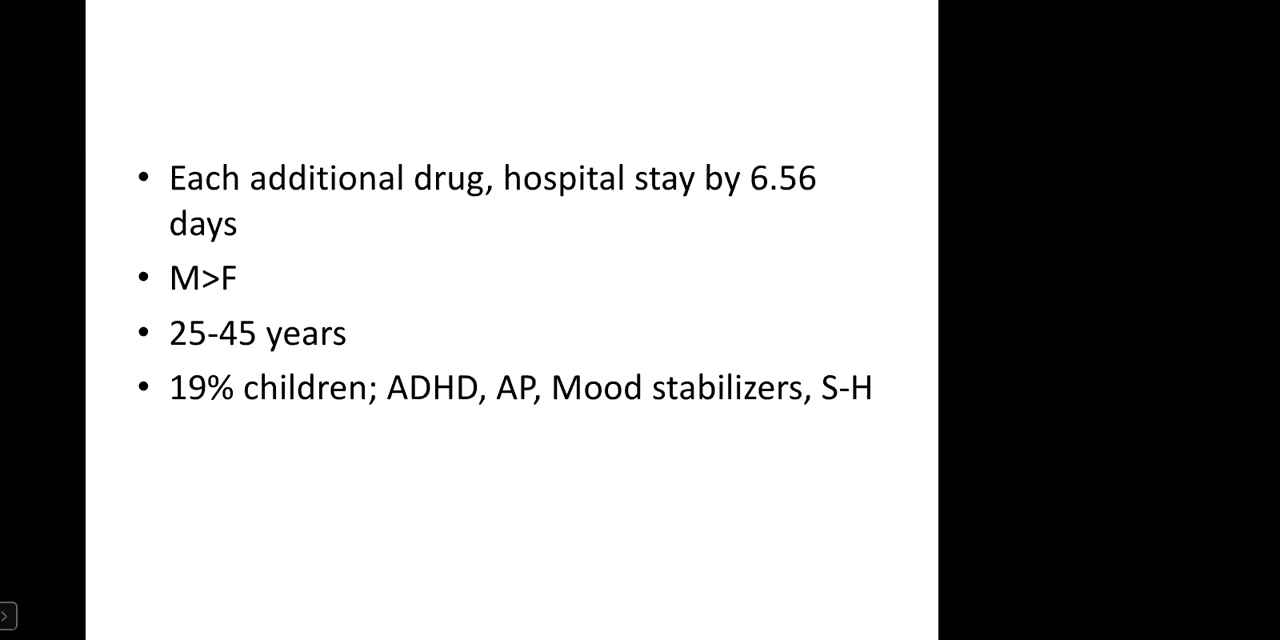 • Each additional drug, hospital stay by 6.56
days
• M>F
• 25-45 years
• 19% children; ADHD, AP, Mood stabilizers, S-H